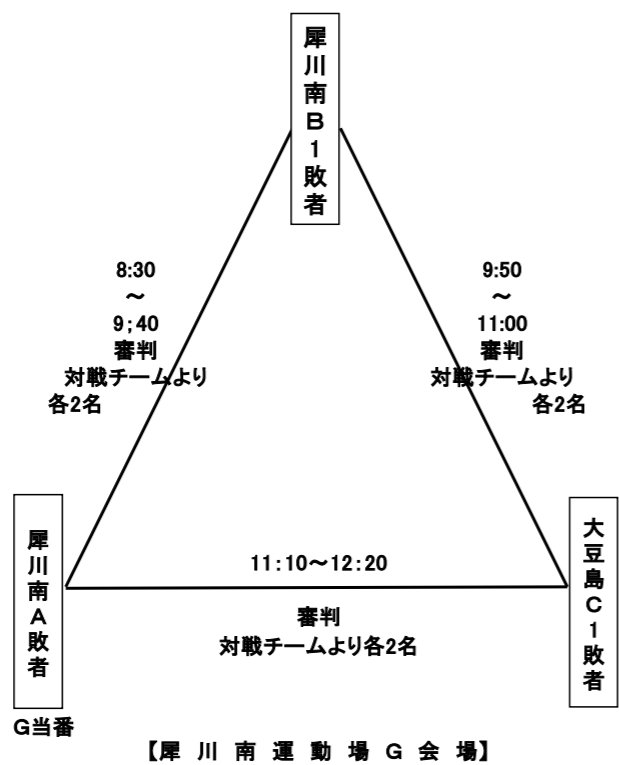 犀川南B1敗者
8:30
～
9;40
審判
対戦チームより
各2名
9:50
～
11:00
審判
対戦チームより
各2名
犀川南A敗者
11:10～12:20
審判
対戦チームより各2名
大豆島C1敗者
G当番
【犀川南運動場G会場】